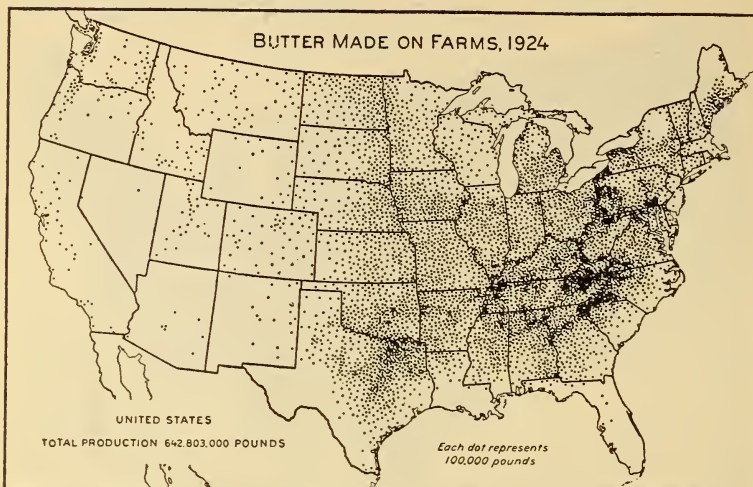 BUTTER MADE ON FARMS, 1924
UNITED STATES
TOTAL PRODUCTION 642.803,000 POUNDS
Each dot represents
100,000 pounds